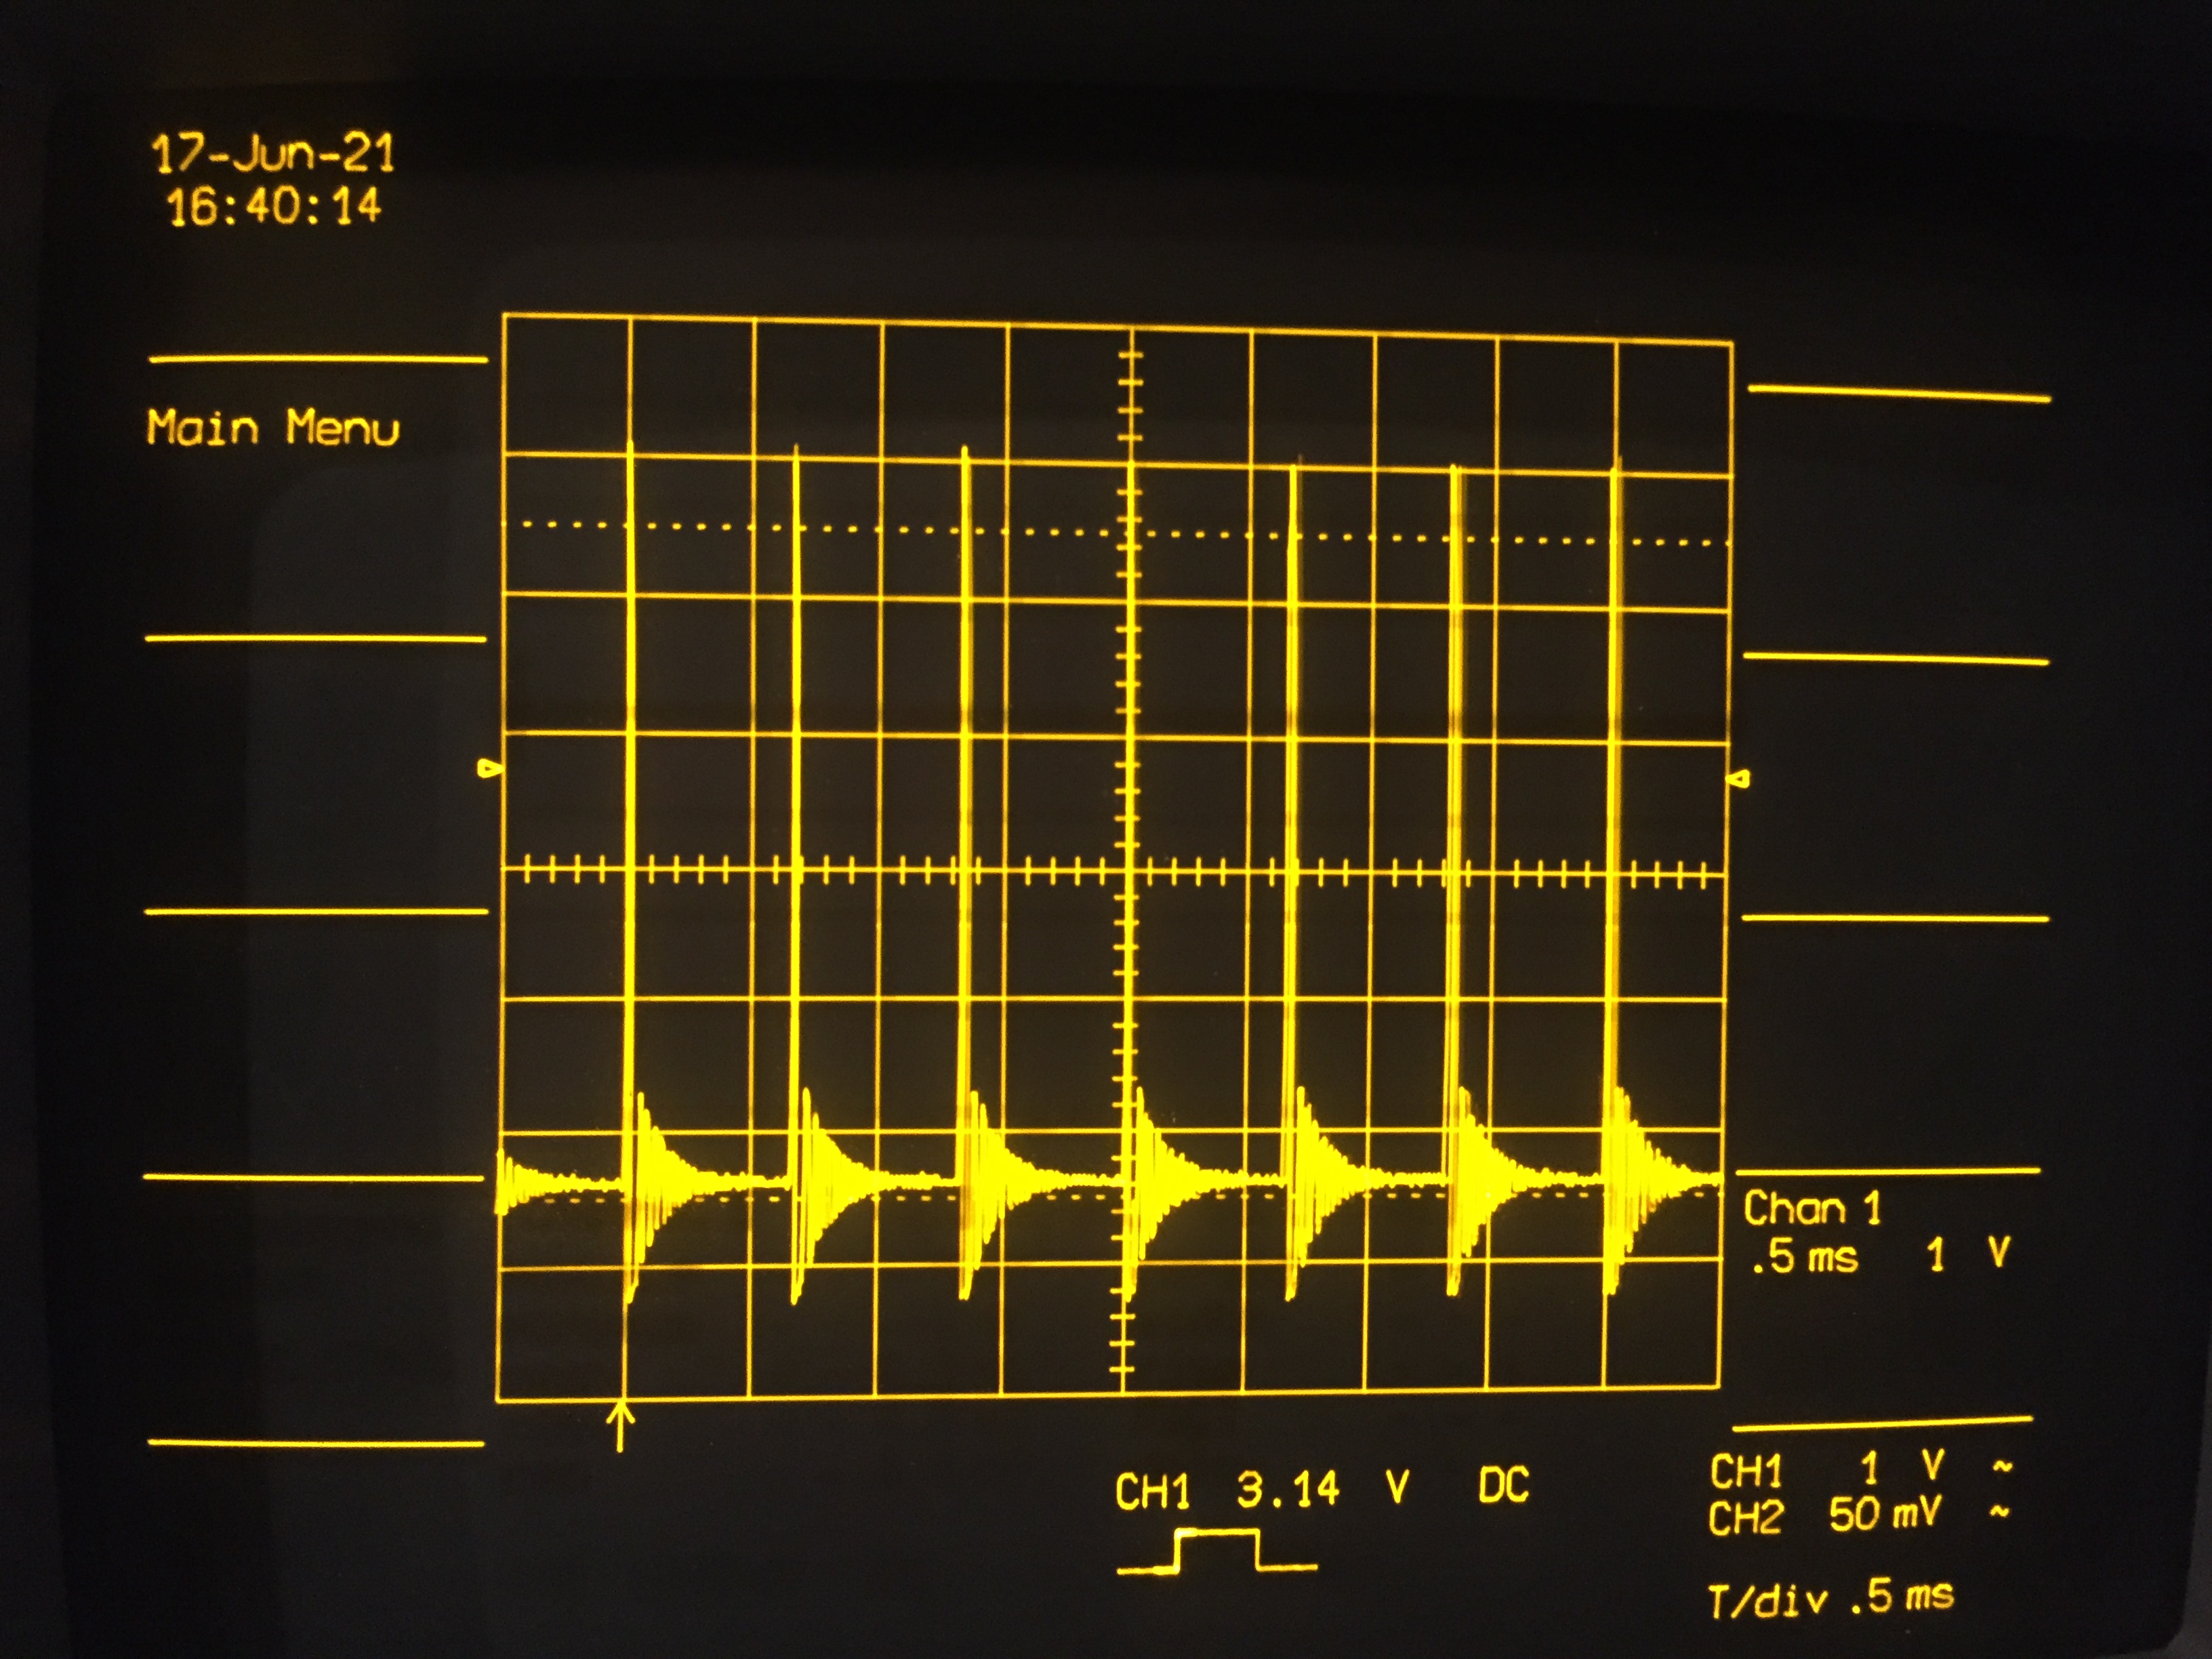 17-Jun-21
16:40:14
Main Menu
Chan 1
.5 ms 1 V
CH1 3.14 V DC
CH1 1 V ~
CH2 50 mV ~
T/div .5 ms